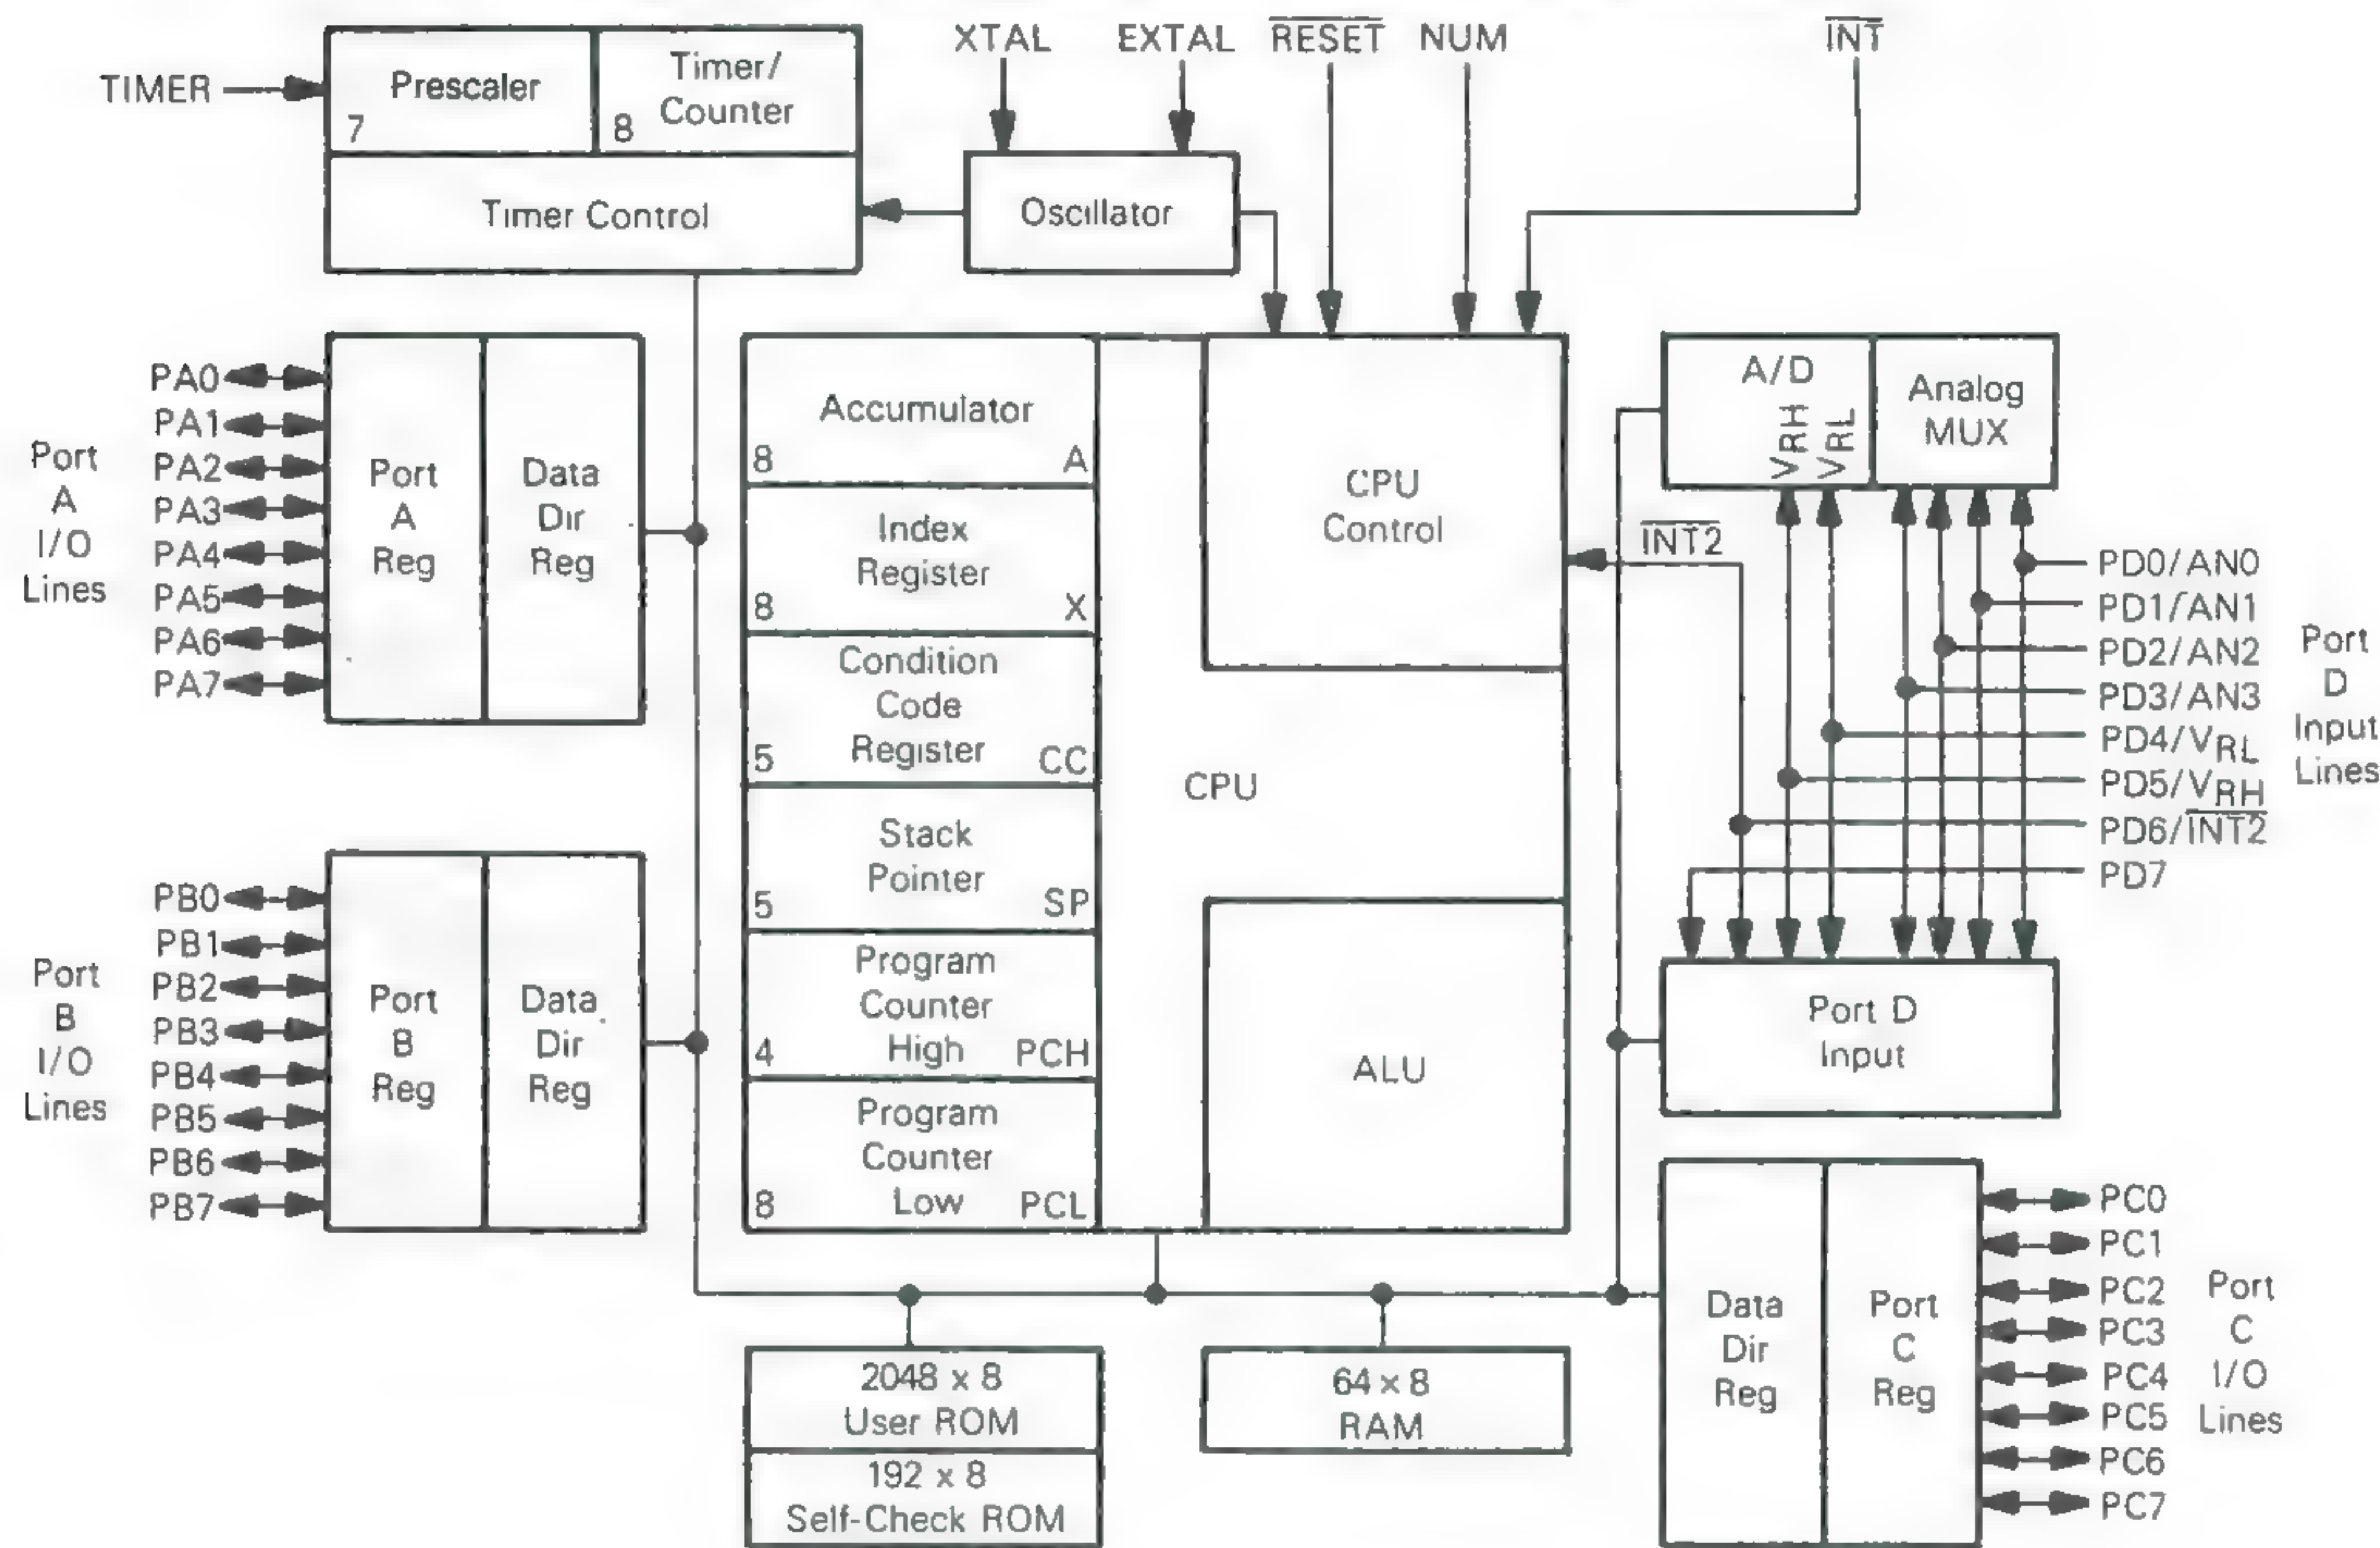 TIMER
Prescaler
7
Timer/
Counter
8
Timer Control
XTAL
EXTAL
RESET
NUM
INT
Oscillator
Port
A
I/O
Lines
PA0
PA1
PA2
PA3
PA4
PA5
PA6
PA7
Port
A
Reg
Data
Dir
Reg
Port
B
I/O
Lines
PB0
PB1
PB2
PB3
PB4
PB5
PB6
PB7
Port
B
Reg
Data
Dir
Reg
Accumulator
8 A
Index
Register
8 X
Condition
Code
Register
5 CC
Stack
Pointer
5 SP
Program
Counter
High
4 PCH
Program
Counter
Low
8 PCL
CPU
Control
CPU
ALU
INT2
A/D
VRH
VRL
Analog
MUX
PD0/AN0
PD1/AN1
PD2/AN2
PD3/AN3
PD4/VRL
PD5/VRH
PD6/INT2
PD7
Port
D
Input
Lines
Port D
Input
Data
Dir
Reg
Port
C
Reg
PC0
PC1
PC2
PC3
PC4
PC5
PC6
PC7
Port
C
I/O
Lines
2048 x 8
User ROM
192 x 8
Self-Check ROM
64 x 8
RAM